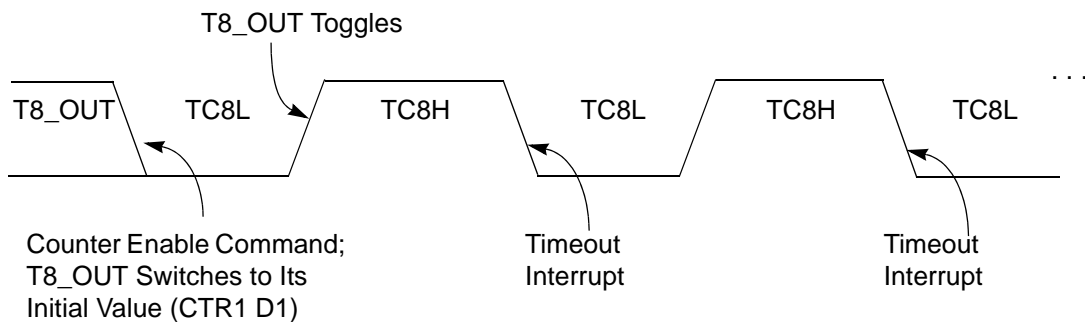 T8_OUT Toggles
. . .
T8_OUT TC8L TC8H TC8L TC8H TC8L
Counter Enable Command;
T8_OUT Switches to Its
Initial Value (CTR1 D1)
Timeout
Interrupt
Timeout
Interrupt